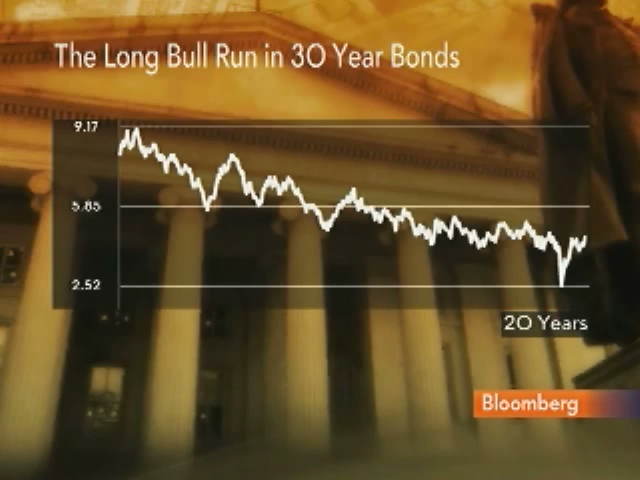 The Long Bull Run in 30 Year Bonds
9.17
5.85
2.52
20 Years
Bloomberg